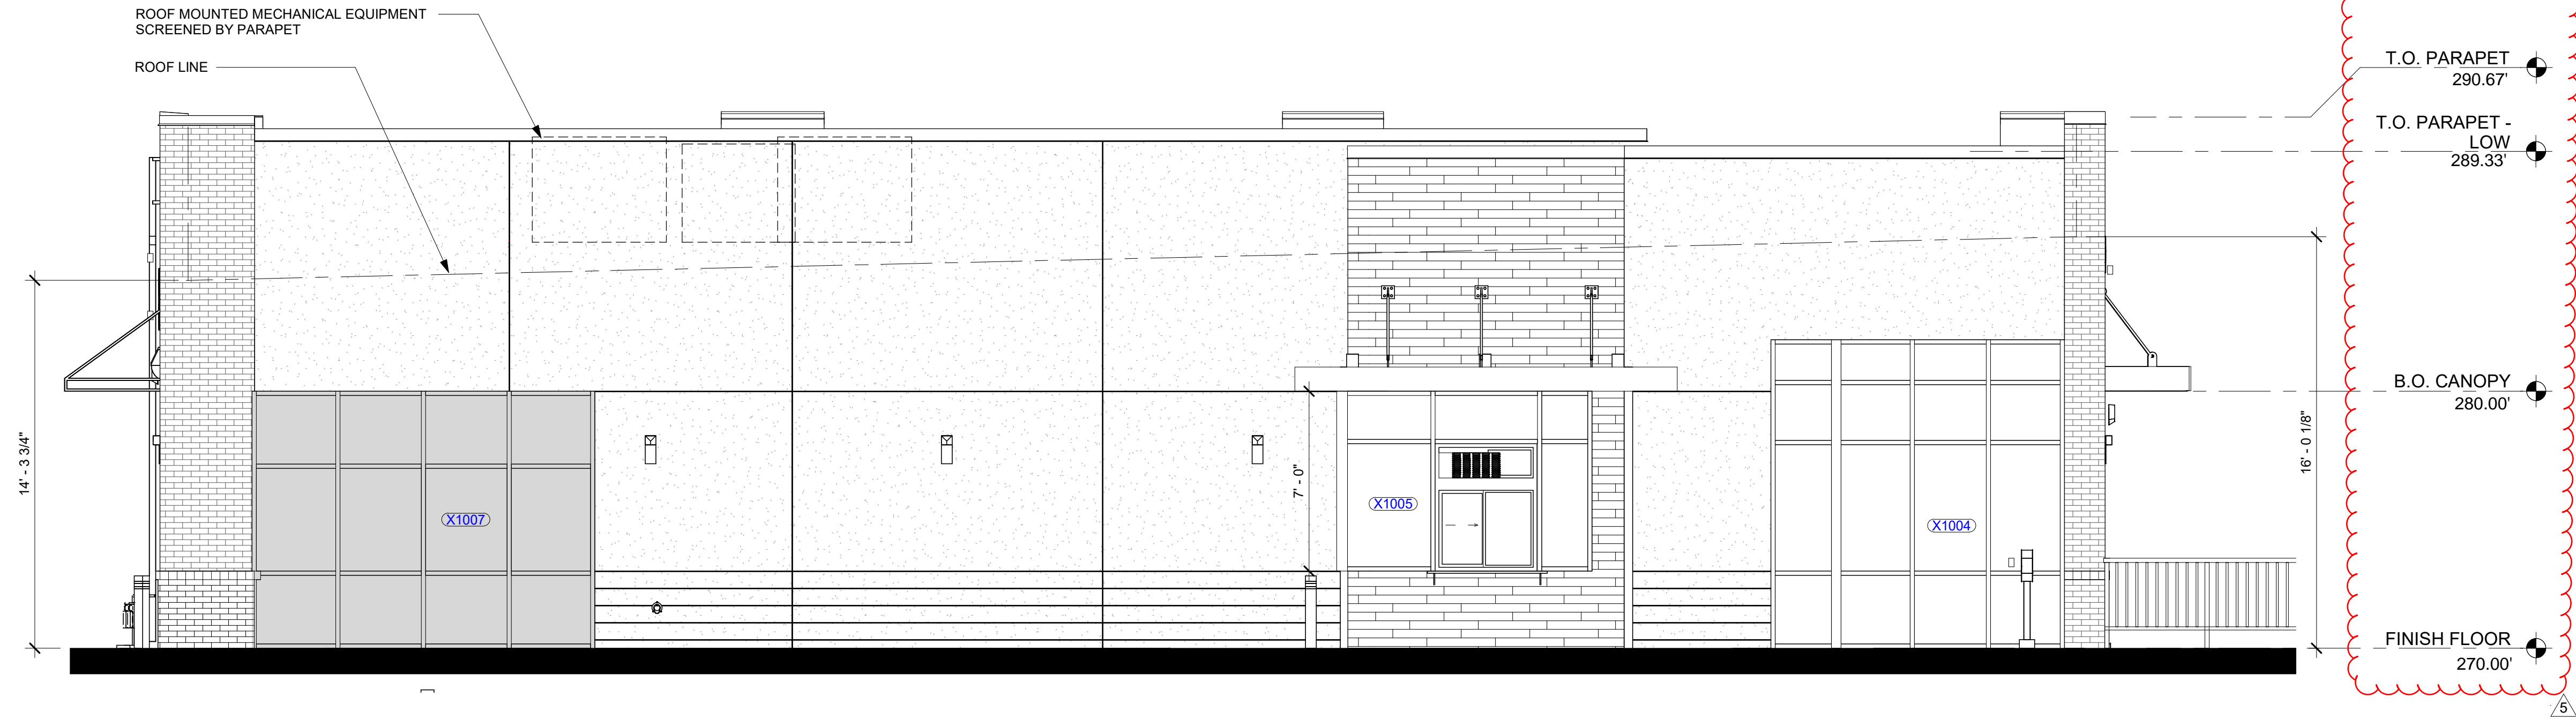 ROOF MOUNTED MECHANICAL EQUIPMENT
SCREENED BY PARAPET
ROOF LINE
T.O. PARAPET
290.67'
T.O. PARAPET -
LOW
289.33'
B.O. CANOPY
280.00'
FINISH FLOOR
270.00'
14' - 3 3/4"
X1007
7' - 0"
X1005
X1004
16' - 0 1/8"
5